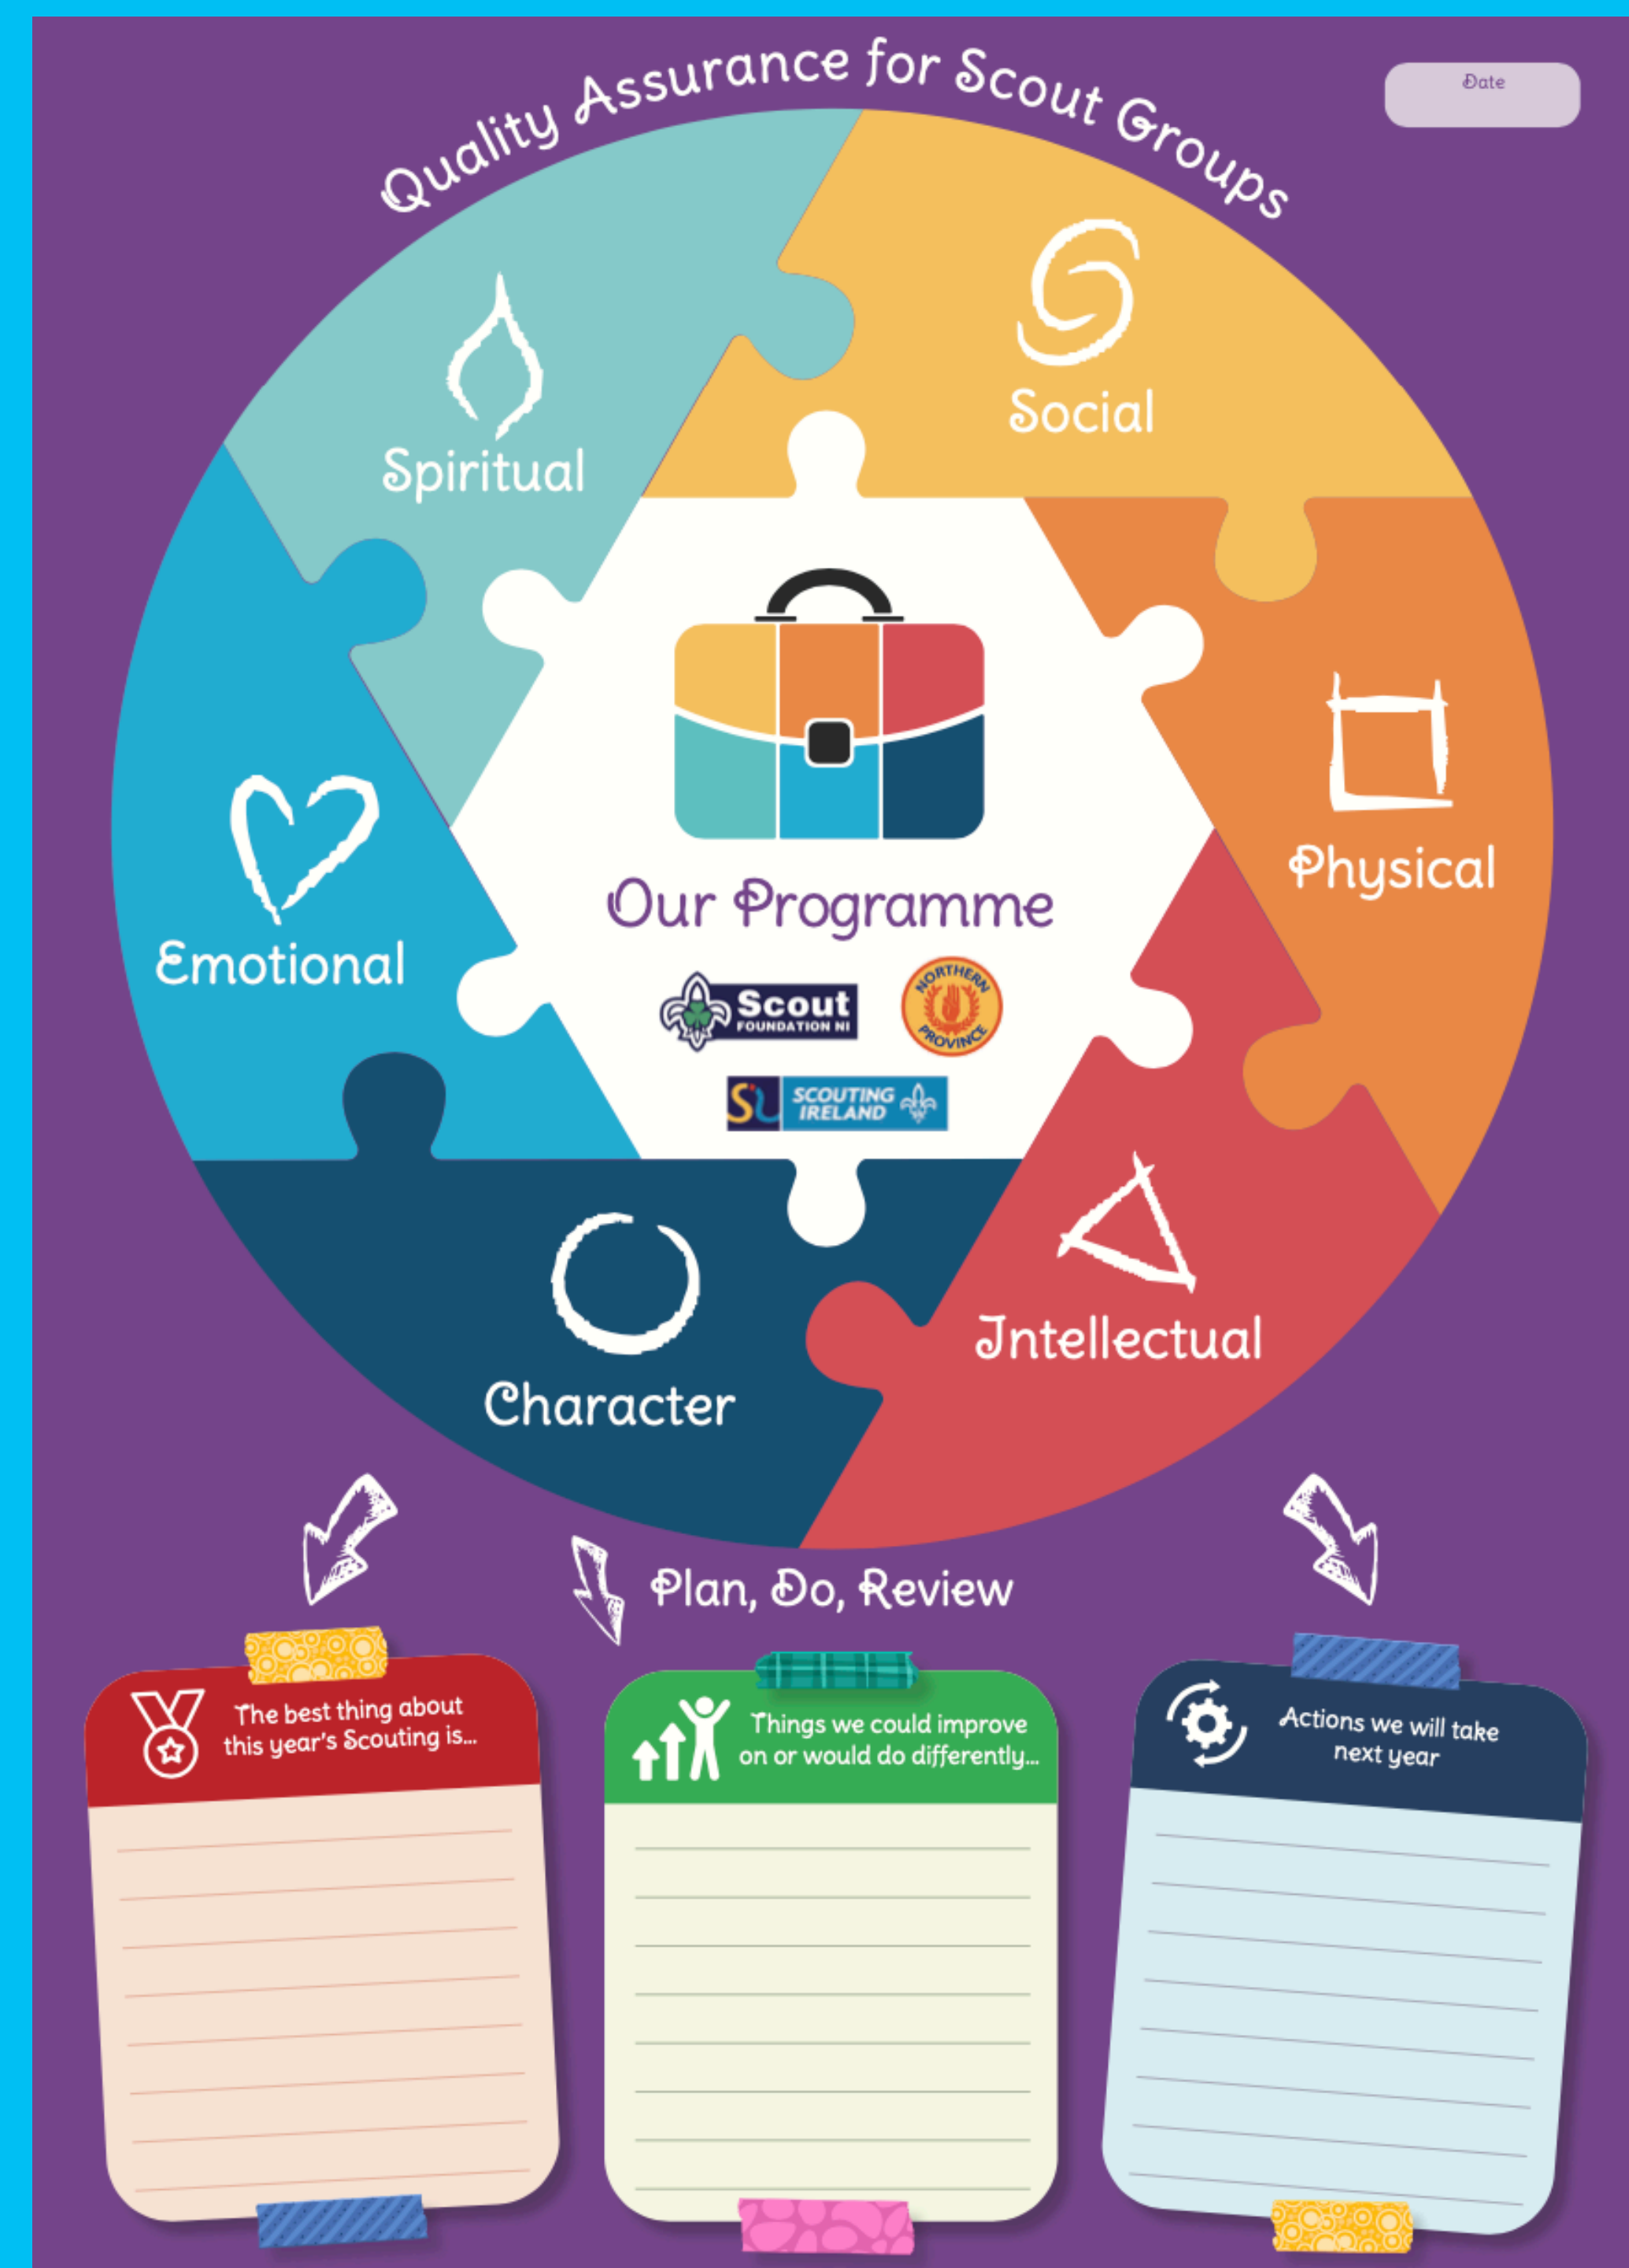 Quality Assurance for Scout Groups
Date
Spiritual
Social
Physical
Emotional
Our Programme
Scout
FOUNDATION NI
NORTHERN
PROVINCE
SI
SCOUTING
IRELAND
Intellectual
Character
Plan, Do, Review
The best thing about
this year's Scouting is...
Things we could improve
on or would do differently...
Actions we will take
next year